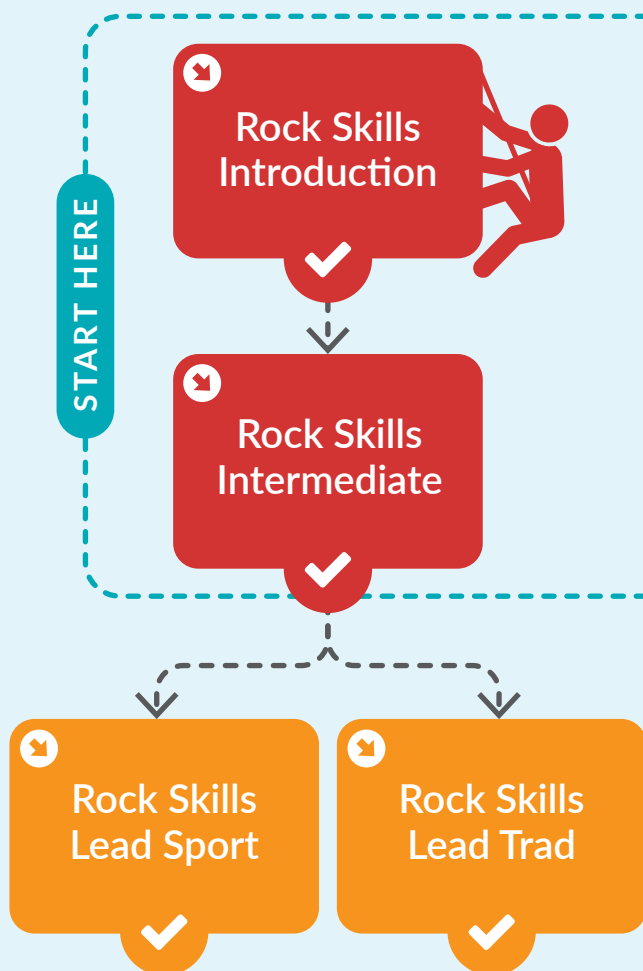 START HERE
Rock Skills
Introduction
Rock Skills
Intermediate
Rock Skills
Lead Sport
Rock Skills
Lead Trad